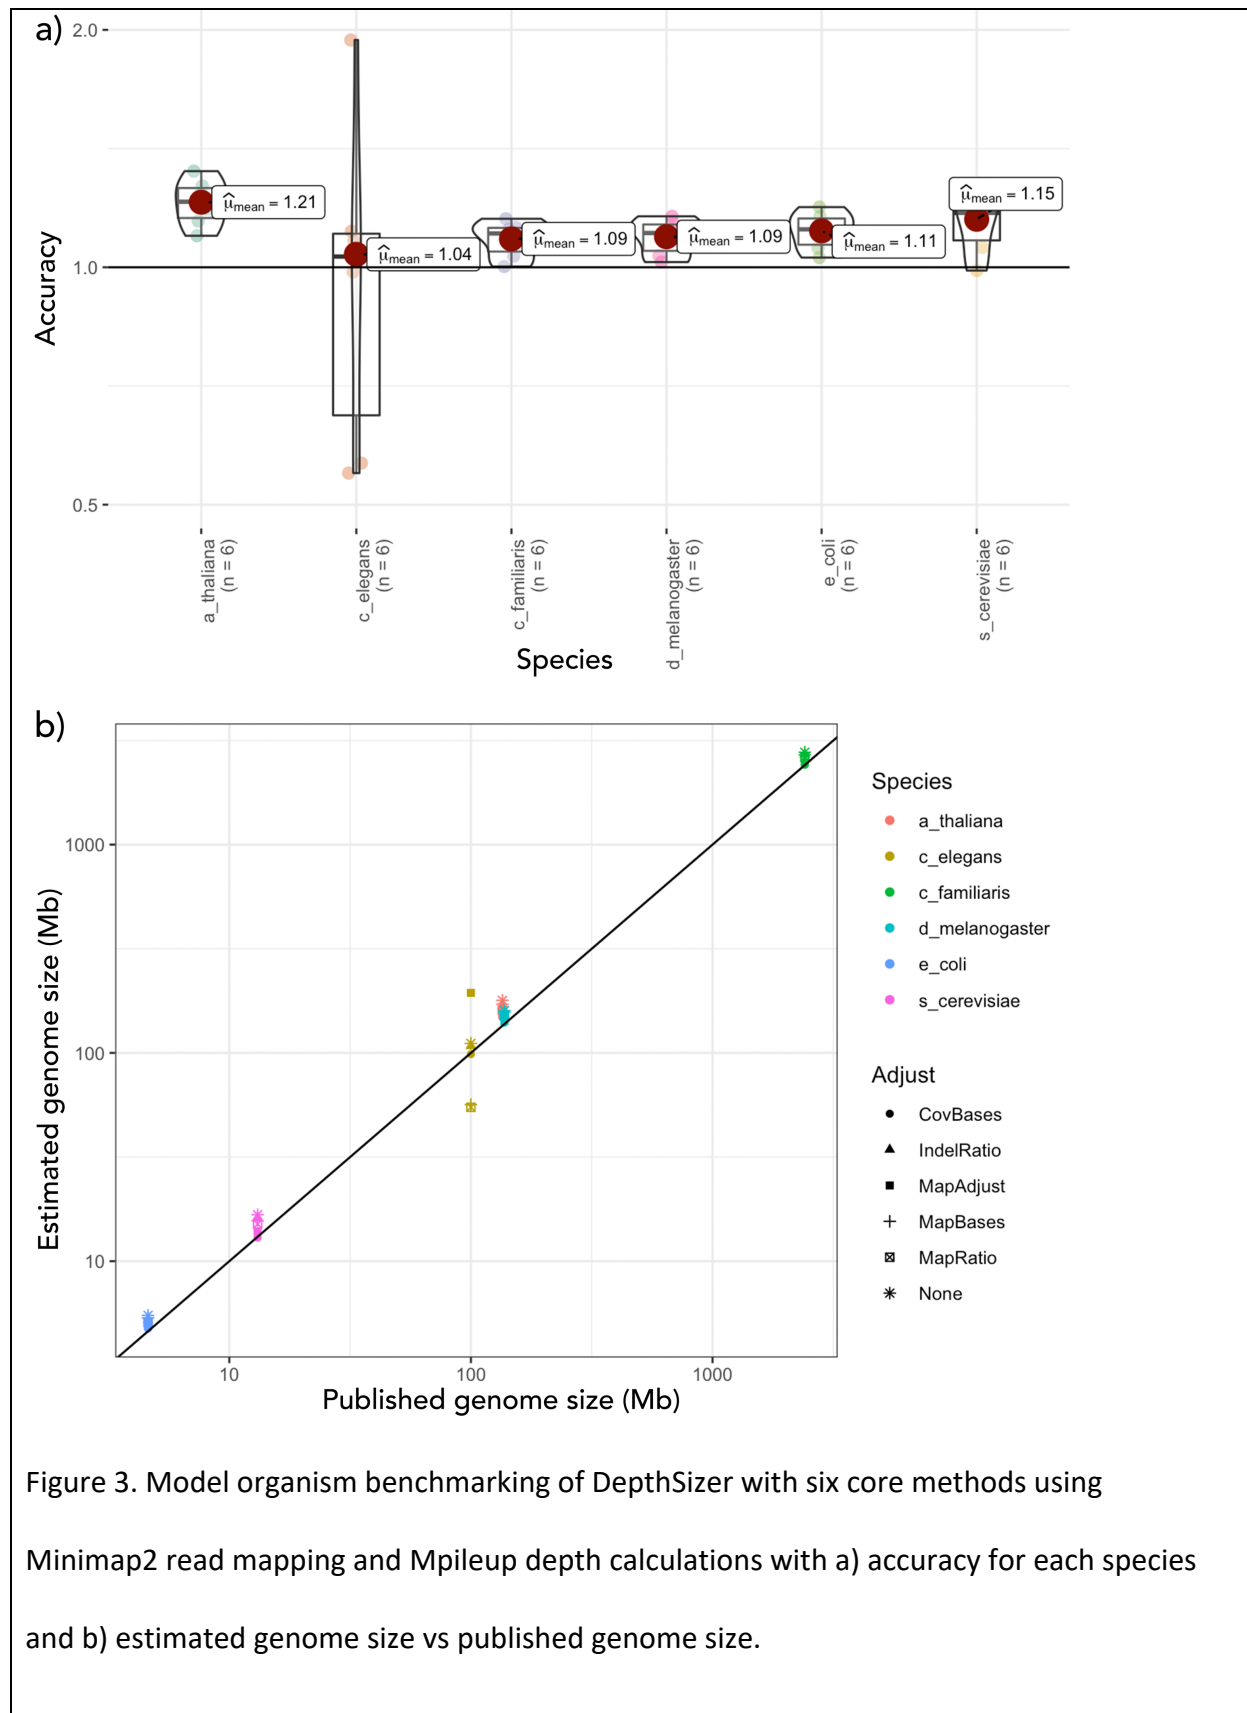 a)
2.0
1.0
0.5
Accuracy
μ̂mean = 1.21
μ̂mean = 1.04
μ̂mean = 1.09
μ̂mean = 1.09
μ̂mean = 1.11
μ̂mean = 1.15
a_thaliana
(n = 6)
c_elegans
(n = 6)
c_familiaris
(n = 6)
d_melanogaster
(n = 6)
e_coli
(n = 6)
s_cerevisiae
(n = 6)
Species
b)
1000
100
10
Estimated genome size (Mb)
10
100
1000
Published genome size (Mb)
Species
a_thaliana
c_elegans
c_familiaris
d_melanogaster
e_coli
s_cerevisiae
Adjust
CovBases
IndelRatio
MapAdjust
MapBases
MapRatio
None
Figure 3. Model organism benchmarking of DepthSizer with six core methods using
Minimap2 read mapping and Mpileup depth calculations with a) accuracy for each species
and b) estimated genome size vs published genome size.